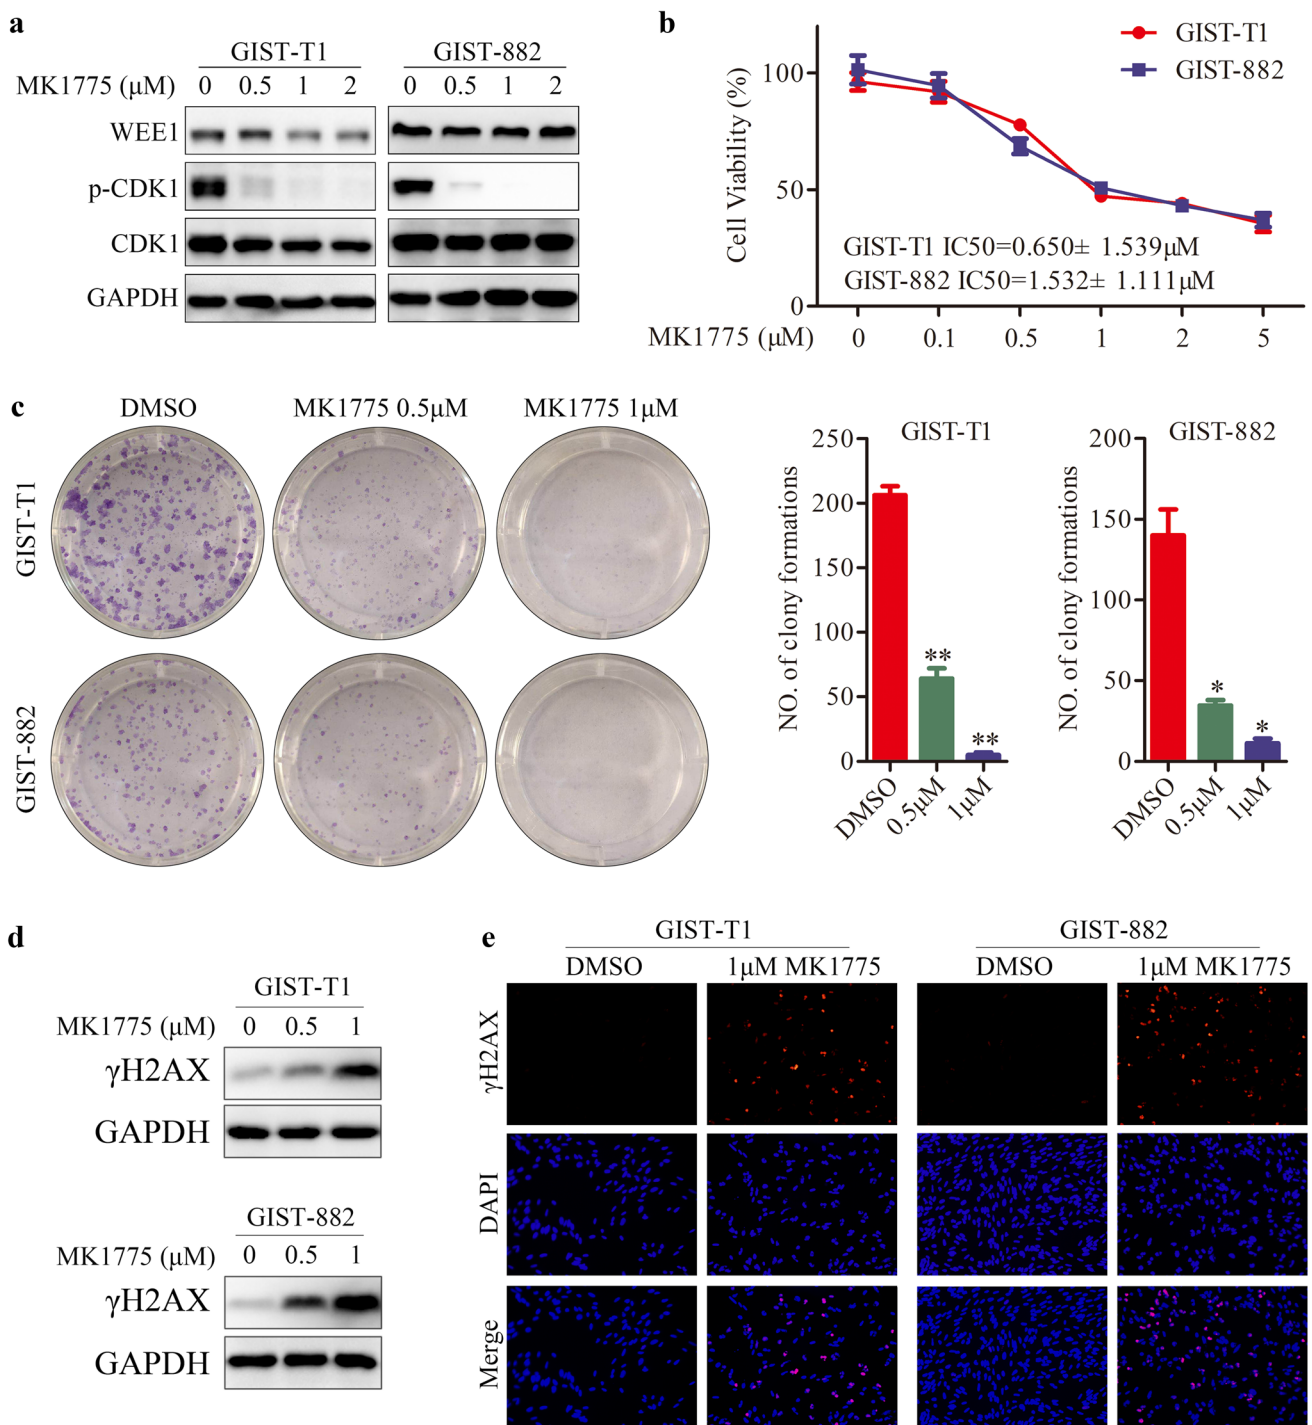 a
GIST-T1 GIST-882
MK1775 (μM) 0 0.5 1 2 0 0.5 1 2
WEE1
p-CDK1
CDK1
GAPDH
b
GIST-T1
GIST-882
Cell Viability (%)
100
50
0
GIST-T1 IC50=0.650± 1.539μM
GIST-882 IC50=1.532± 1.111μM
MK1775 (μM) 0 0.1 0.5 1 2 5
c
DMSO MK1775 0.5μM MK1775 1μM
GIST-T1
GIST-882
GIST-T1
NO. of clony formations
250
200
150
100
50
0
**
**
DMSO 0.5μM 1μM
GIST-882
NO. of clony formations
200
150
100
50
0
*
*
DMSO 0.5μM 1μM
d
GIST-T1
MK1775 (μM) 0 0.5 1
γH2AX
GAPDH
GIST-882
MK1775 (μM) 0 0.5 1
γH2AX
GAPDH
e
GIST-T1 GIST-882
DMSO 1μM MK1775 DMSO 1μM MK1775
γH2AX
DAPI
Merge